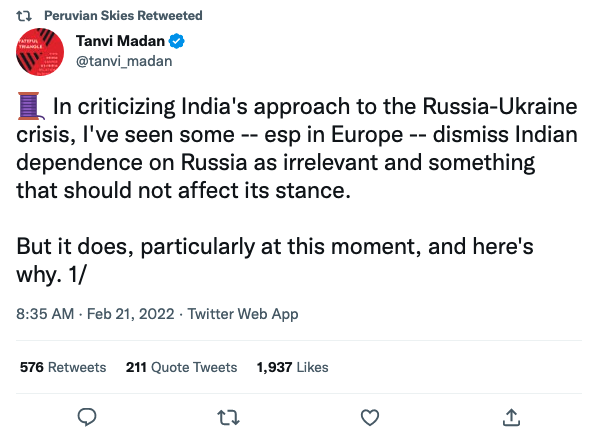 Peruvian Skies Retweeted
Tanvi Madan
@tanvi_madan
In criticizing India's approach to the Russia-Ukraine
crisis, I've seen some -- esp in Europe -- dismiss Indian
dependence on Russia as irrelevant and something
that should not affect its stance.
But it does, particularly at this moment, and here's
why. 1/
8:35 AM · Feb 21, 2022 · Twitter Web App
576 Retweets 211 Quote Tweets 1,937 Likes